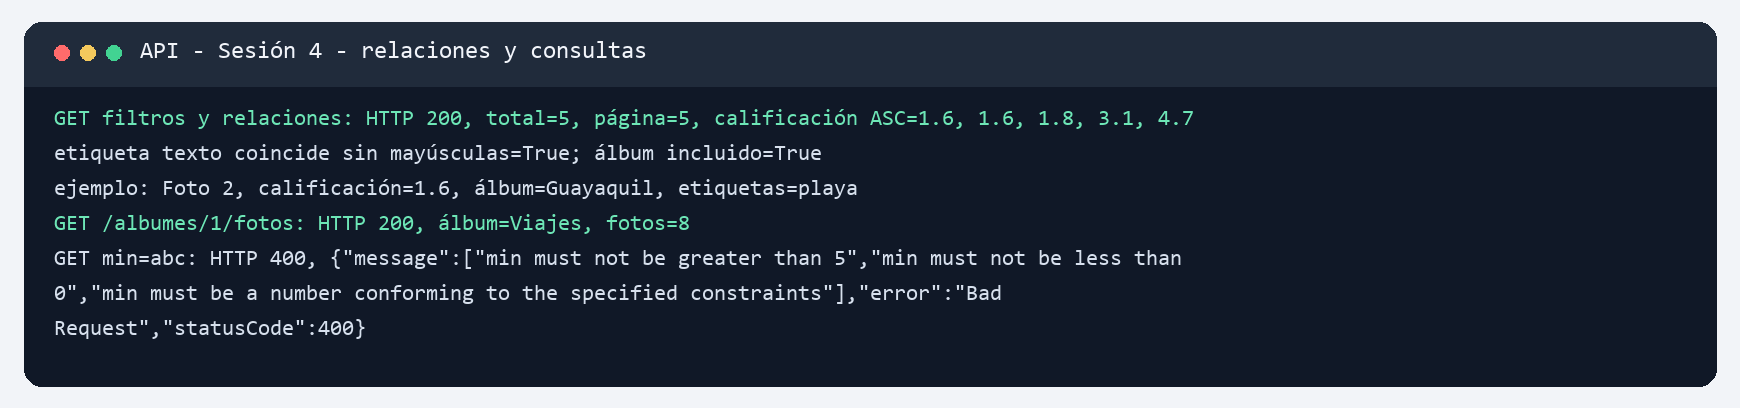 API - Sesión 4 - relaciones y consultas
GET filtros y relaciones: HTTP 200, total=5, página=5, calificación ASC=1.6, 1.6, 1.8, 3.1, 4.7
etiqueta texto coincide sin mayúsculas=True; álbum incluido=True
ejemplo: Foto 2, calificación=1.6, álbum=Guayaquil, etiquetas=playa
GET /albumes/1/fotos: HTTP 200, álbum=Viajes, fotos=8
GET min=abc: HTTP 400, {"message":["min must not be greater than 5","min must not be less than
0","min must be a number conforming to the specified constraints"],"error":"Bad
Request","statusCode":400}